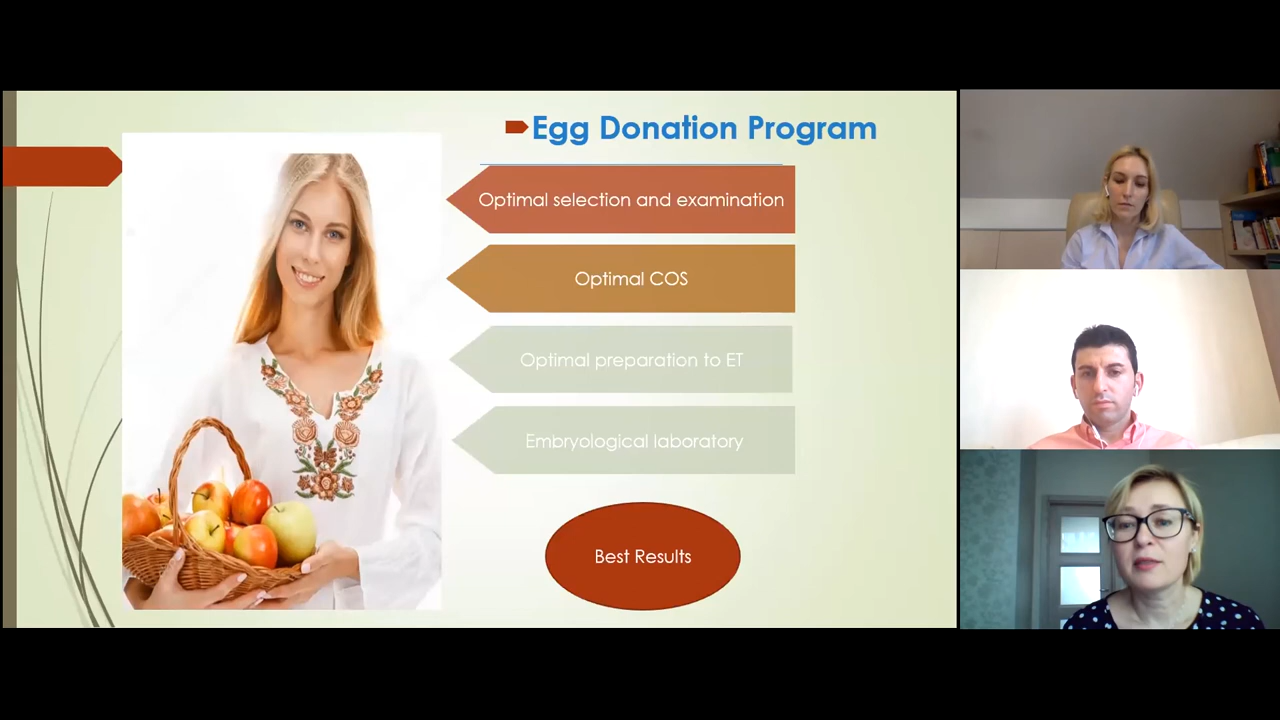 Egg Donation Program
Optimal selection and examination
Optimal COS
Optimal preparation to ET
Embryological laboratory
Best Results